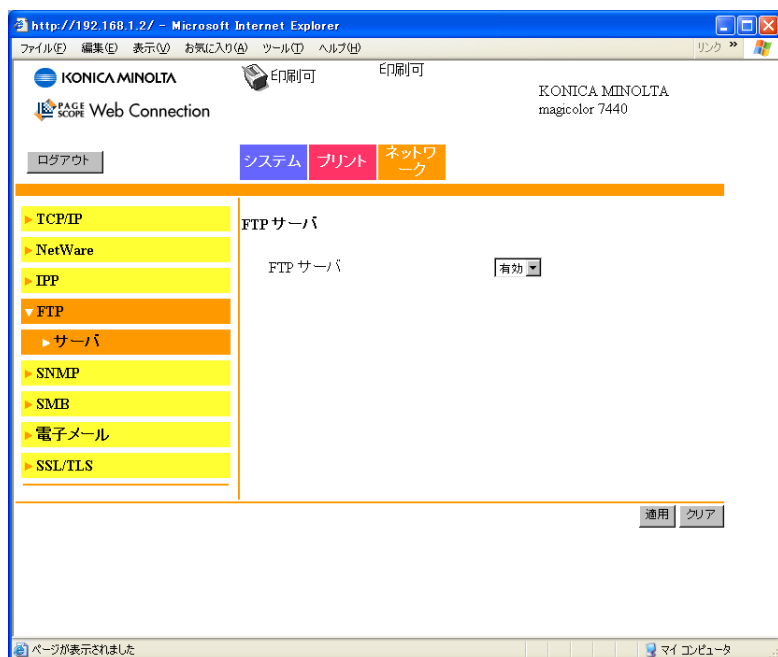 http://192.168.1.2/ - Microsoft Internet Explorer
ファイル(F) 編集(E) 表示(V) お気に入り(A) ツール(T) ヘルプ(H) リンク »
KONICA MINOLTA
印刷可
印刷可
KONICA MINOLTA
magicolor 7440
PAGE SCOPE Web Connection
ログアウト
システム
プリント
ネットワ
ーク
TCP/IP
NetWare
IPP
FTP
サーバ
SNMP
SMB
電子メール
SSL/TLS
FTP サーバ
FTP サーバ 有効
適用 クリア
ページが表示されました マイ コンピュータ